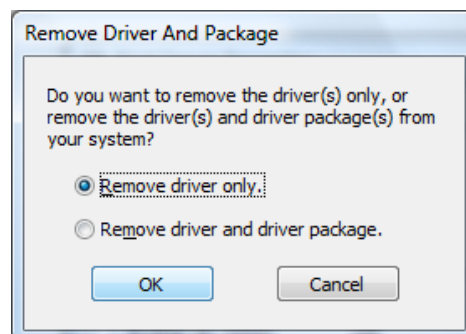 Remove Driver And Package
Do you want to remove the driver(s) only, or
remove the driver(s) and driver package(s) from
your system?
Remove driver only.
Remove driver and driver package.
OK
Cancel